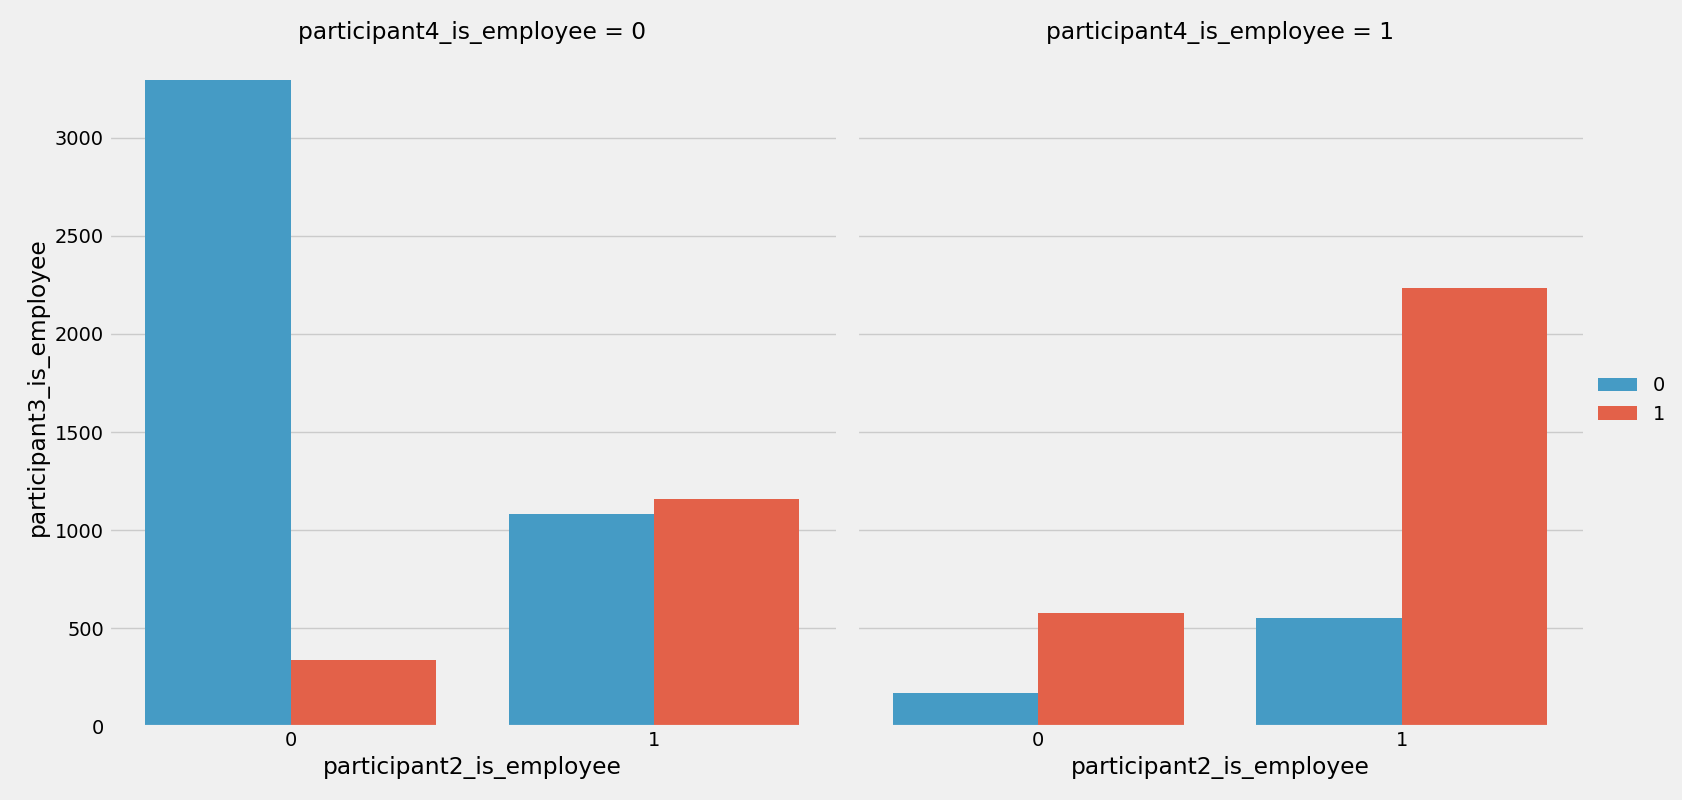 participant4_is_employee = 0
participant4_is_employee = 1
participant3_is_employee
3000
2500
2000
1500
1000
500
0
0
1
0
1
participant2_is_employee
participant2_is_employee
0
1